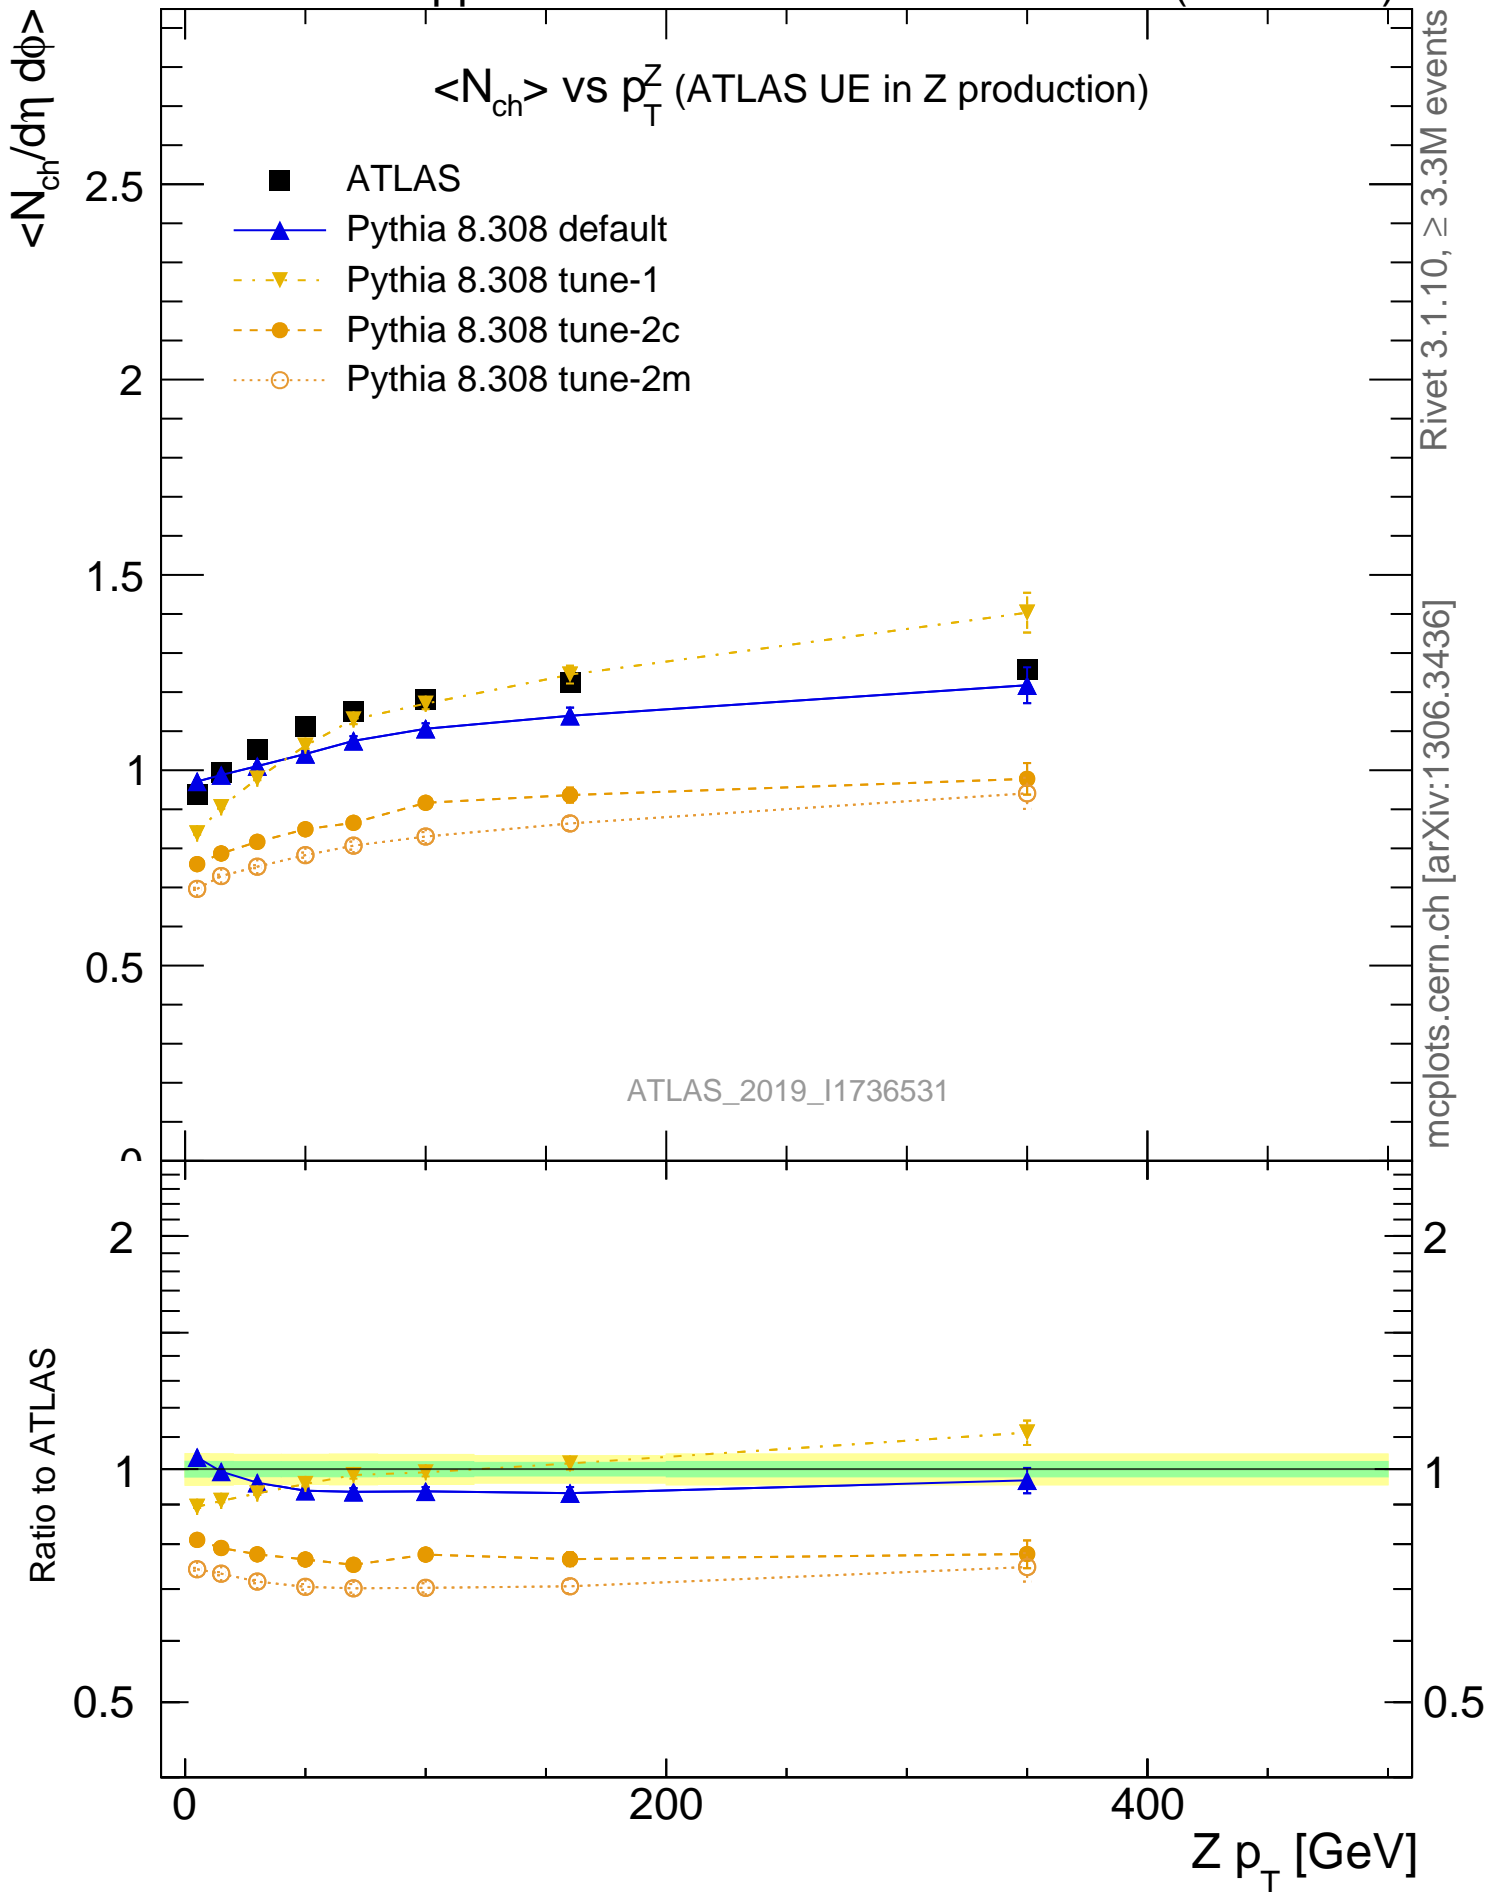 <N_ch> vs p_T^Z (ATLAS UE in Z production)
<N_ch/dη dϕ>
ATLAS
Pythia 8.308 default
Pythia 8.308 tune-1
Pythia 8.308 tune-2c
Pythia 8.308 tune-2m
2.5
2
1.5
1
0.5
0
ATLAS_2019_I1736531
Rivet 3.1.10, ≥ 3.3M events
mcplots.cern.ch [arXiv:1306.3436]
Ratio to ATLAS
2
1
0.5
2
1
0.5
0
200
400
Z p_T [GeV]